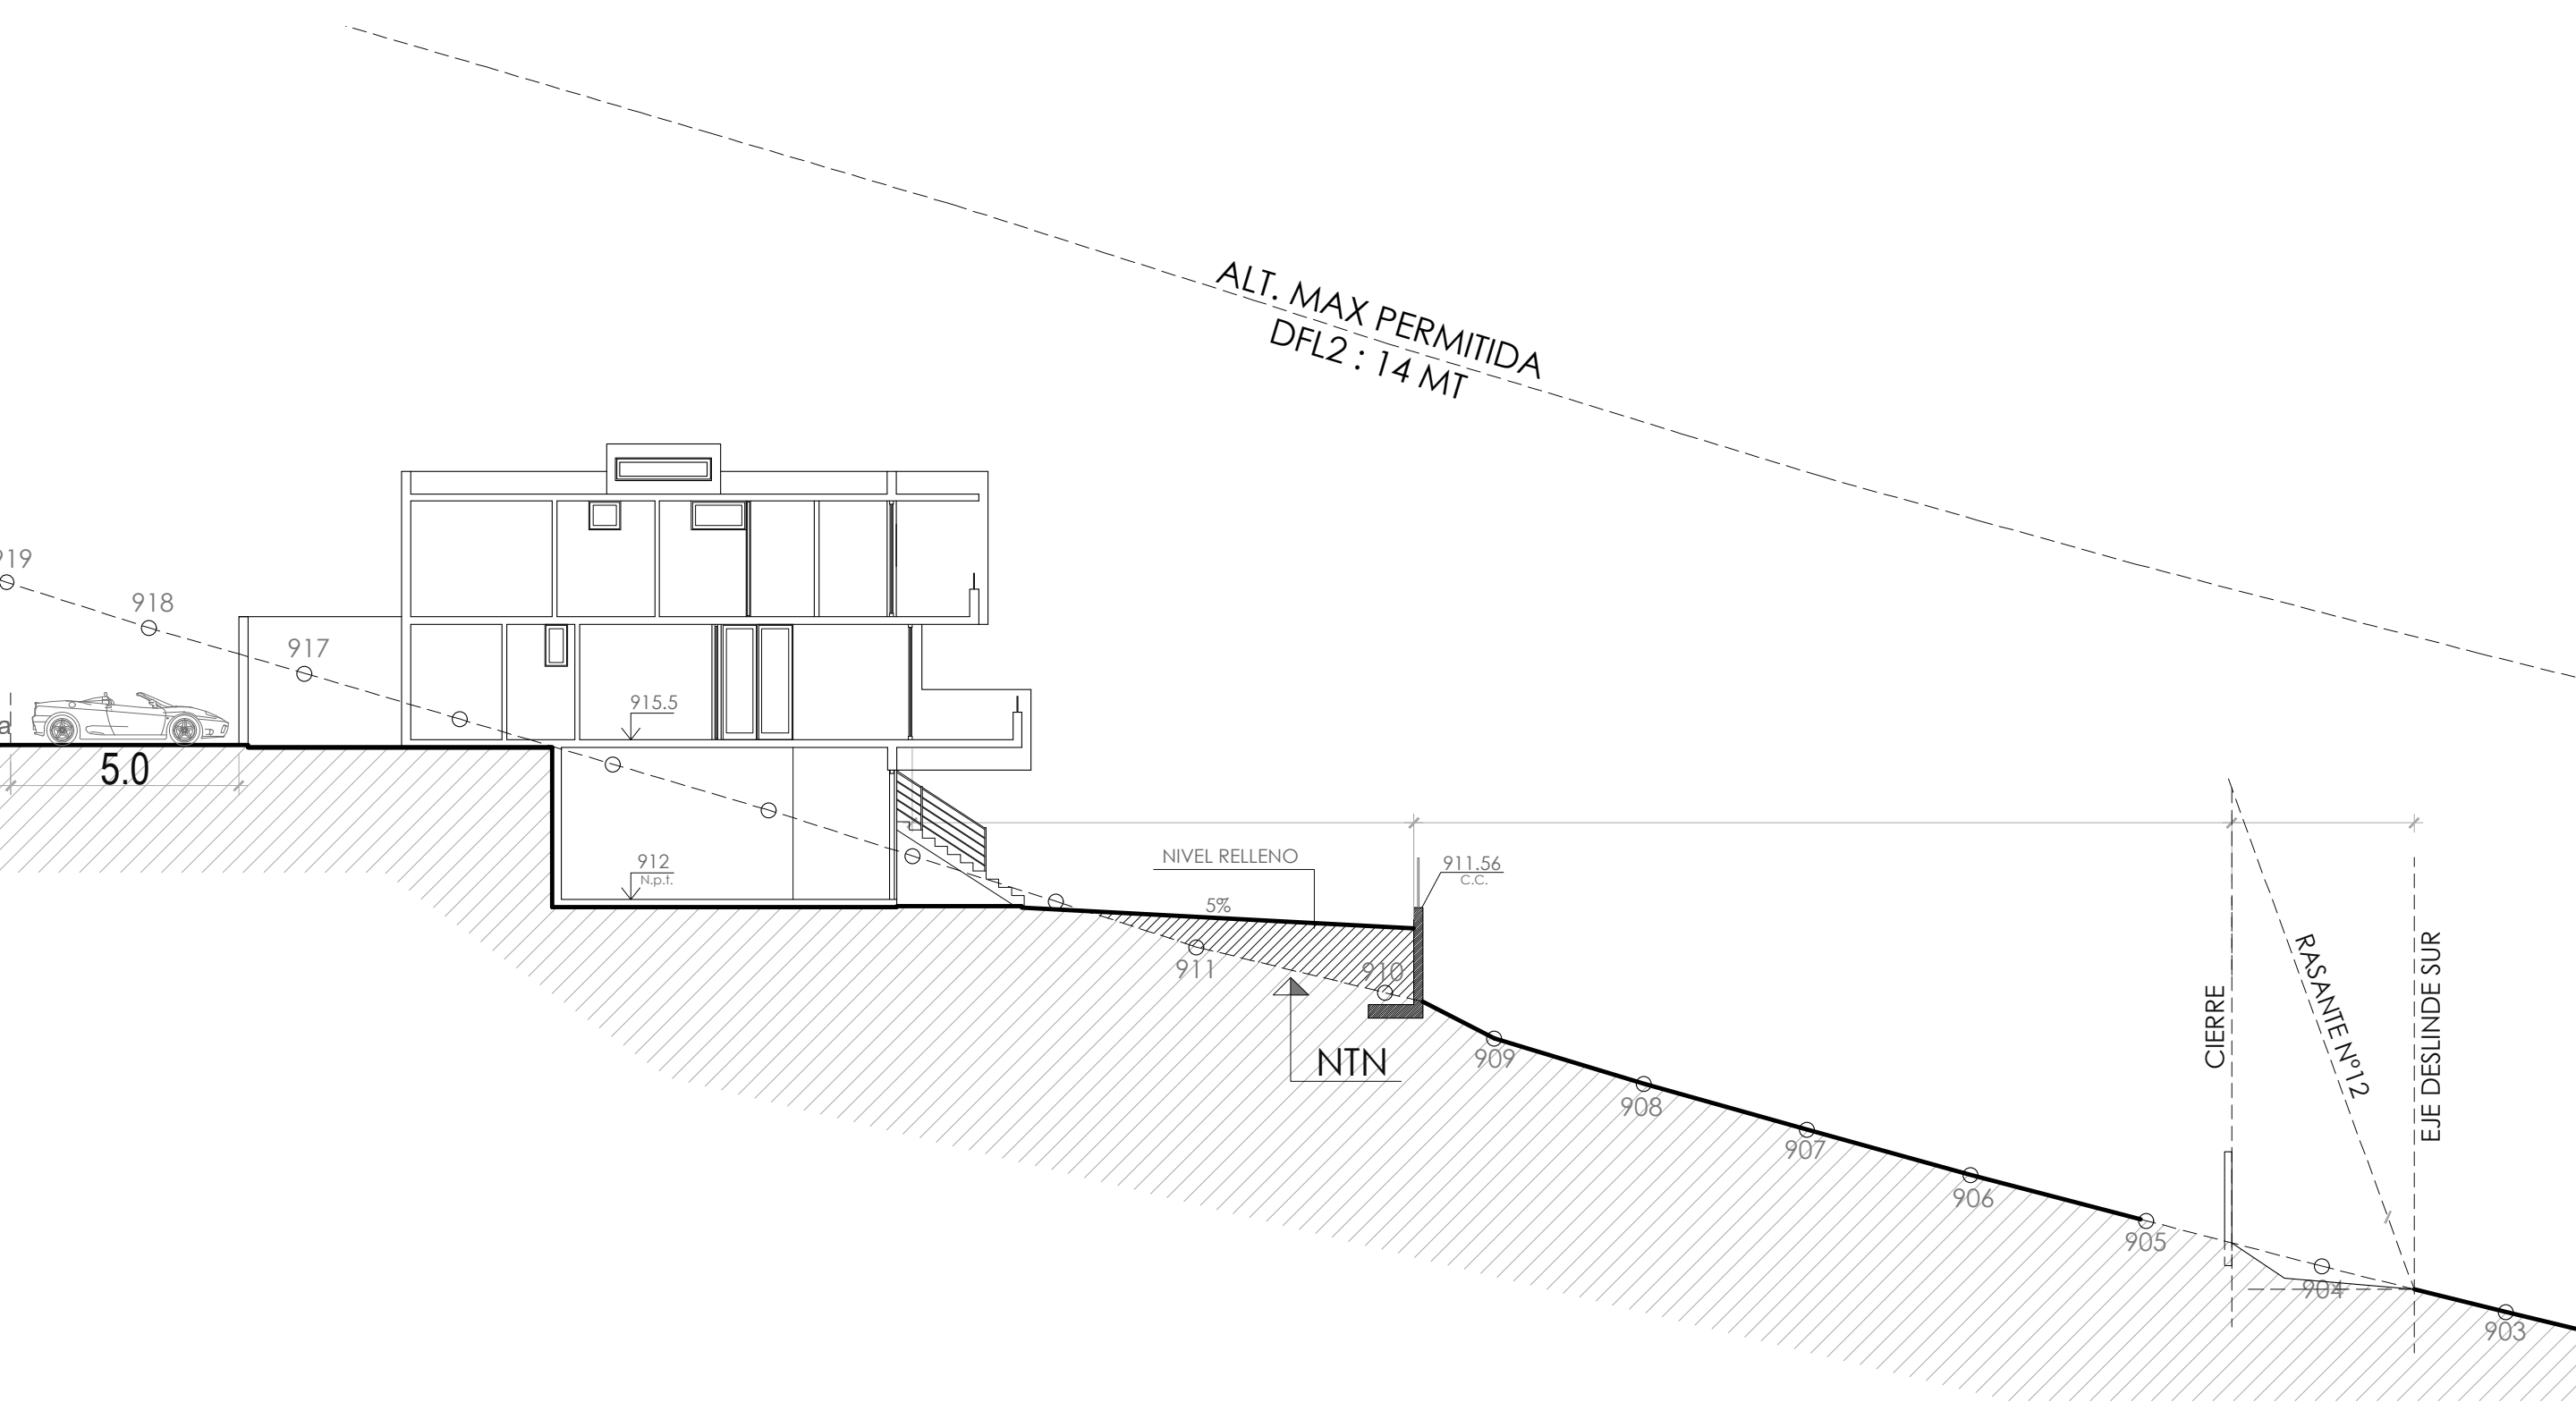 ALT. MAX PERMITIDA
DFL2 : 14 MT
919
918
917
915.5
a
5.0
912
N.p.t.
NIVEL RELLENO
5%
911.56
C.C.
911
910
NTN
909
908
907
906
905
904
903
CIERRE
RASANTE Nº12
EJE DESLINDE SUR